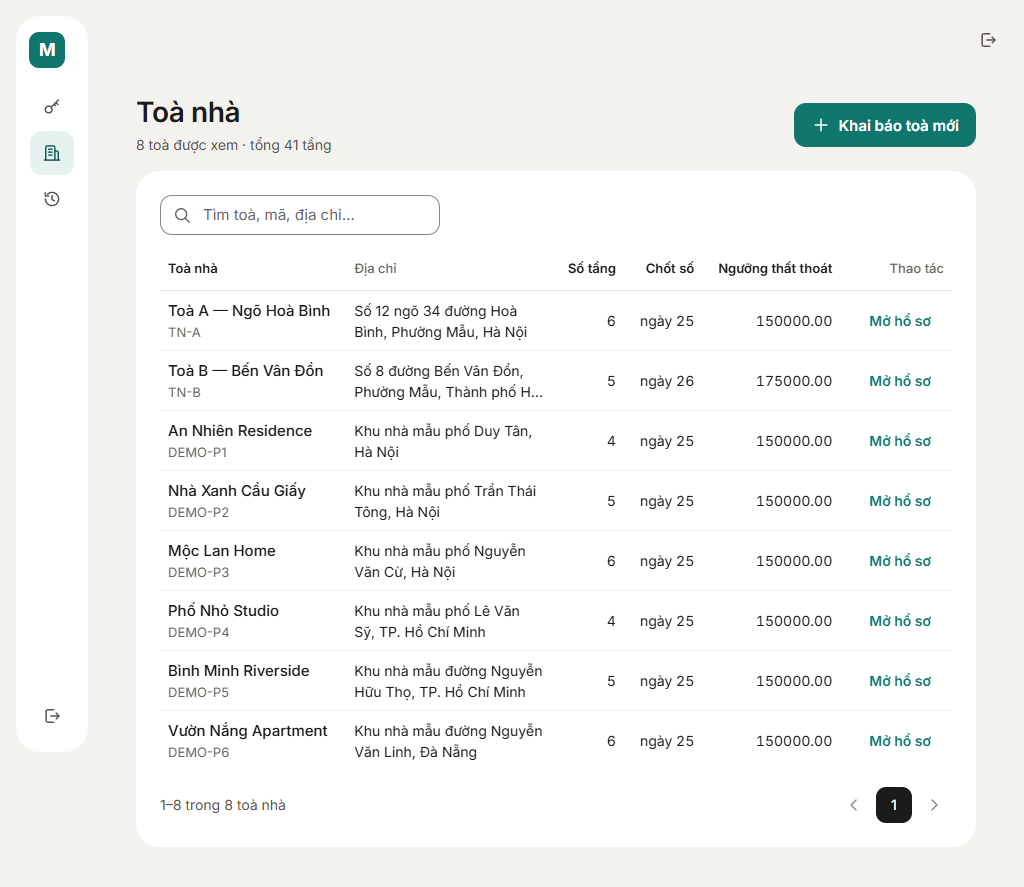 M
Toà nhà
8 toà được xem · tổng 41 tầng
+ Khai báo toà mới
Tìm toà, mã, địa chỉ...
Toà nhà Địa chỉ Số tầng Chốt số Ngưỡng thất thoát Thao tác
Toà A — Ngõ Hoà Bình
TN-A
Số 12 ngõ 34 đường Hoà
Bình, Phường Mẫu, Hà Nội
6 ngày 25 150000.00 Mở hồ sơ
Toà B — Bến Vân Đồn
TN-B
Số 8 đường Bến Vân Đồn,
Phường Mẫu, Thành phố H...
5 ngày 26 175000.00 Mở hồ sơ
An Nhiên Residence
DEMO-P1
Khu nhà mẫu phố Duy Tân,
Hà Nội
4 ngày 25 150000.00 Mở hồ sơ
Nhà Xanh Cầu Giấy
DEMO-P2
Khu nhà mẫu phố Trần Thái
Tông, Hà Nội
5 ngày 25 150000.00 Mở hồ sơ
Mộc Lan Home
DEMO-P3
Khu nhà mẫu phố Nguyễn
Văn Cừ, Hà Nội
6 ngày 25 150000.00 Mở hồ sơ
Phố Nhỏ Studio
DEMO-P4
Khu nhà mẫu phố Lê Văn
Sỹ, TP. Hồ Chí Minh
4 ngày 25 150000.00 Mở hồ sơ
Bình Minh Riverside
DEMO-P5
Khu nhà mẫu đường Nguyễn
Hữu Thọ, TP. Hồ Chí Minh
5 ngày 25 150000.00 Mở hồ sơ
Vườn Nắng Apartment
DEMO-P6
Khu nhà mẫu đường Nguyễn
Văn Linh, Đà Nẵng
6 ngày 25 150000.00 Mở hồ sơ
1–8 trong 8 toà nhà
1